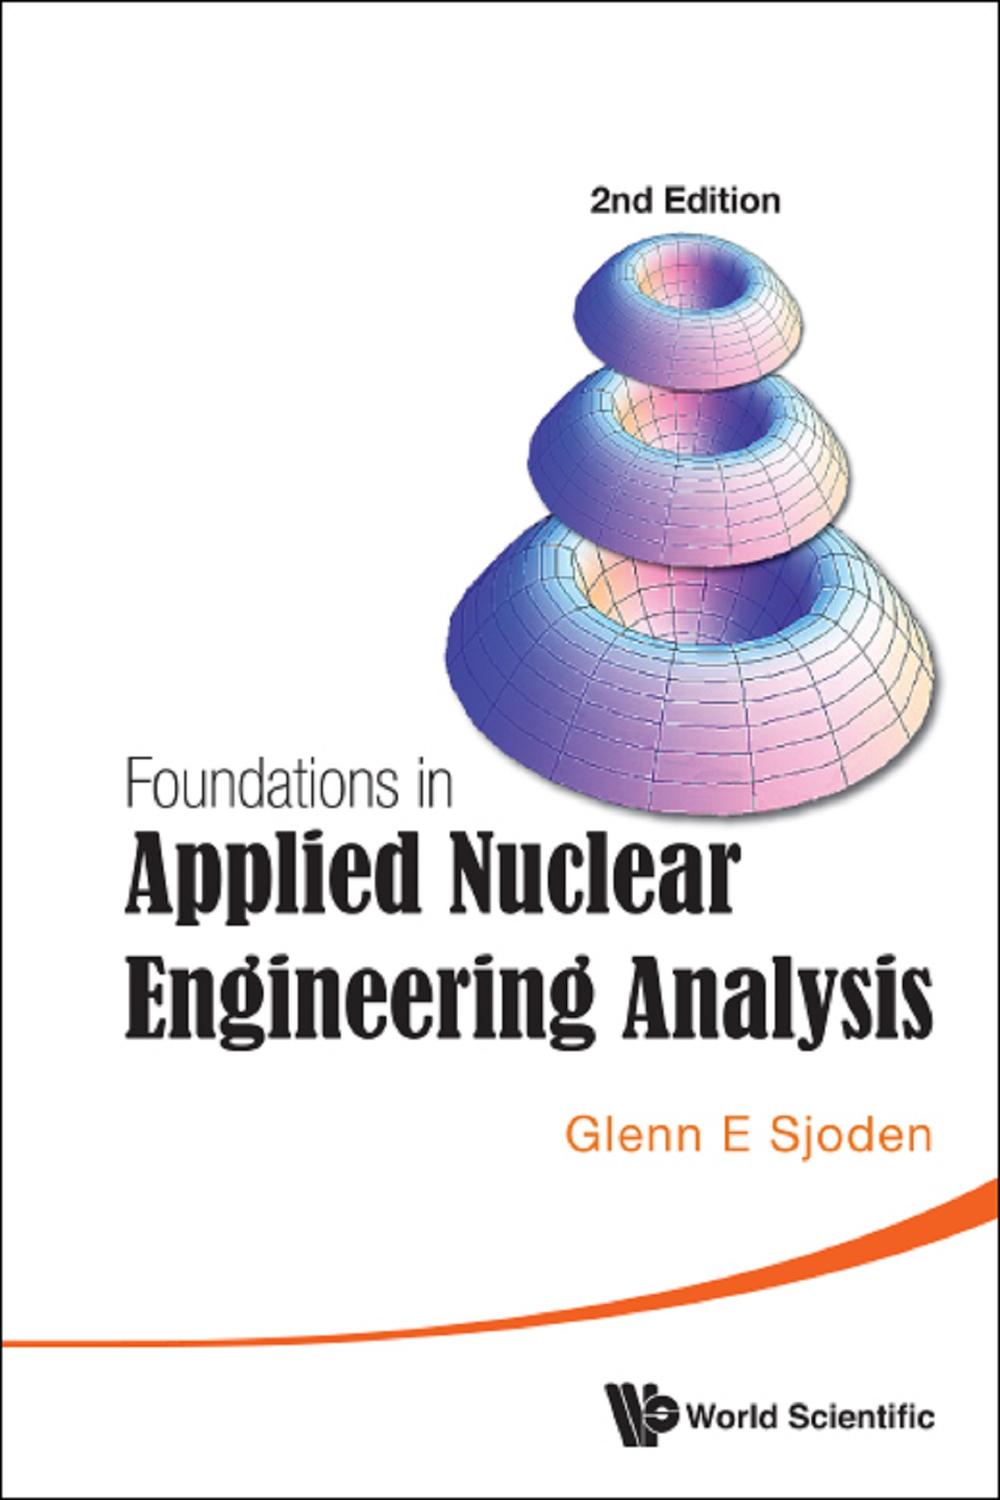 2nd Edition
Foundations in
Applied Nuclear
Engineering Analysis
Glenn E Sjoden
World Scientific